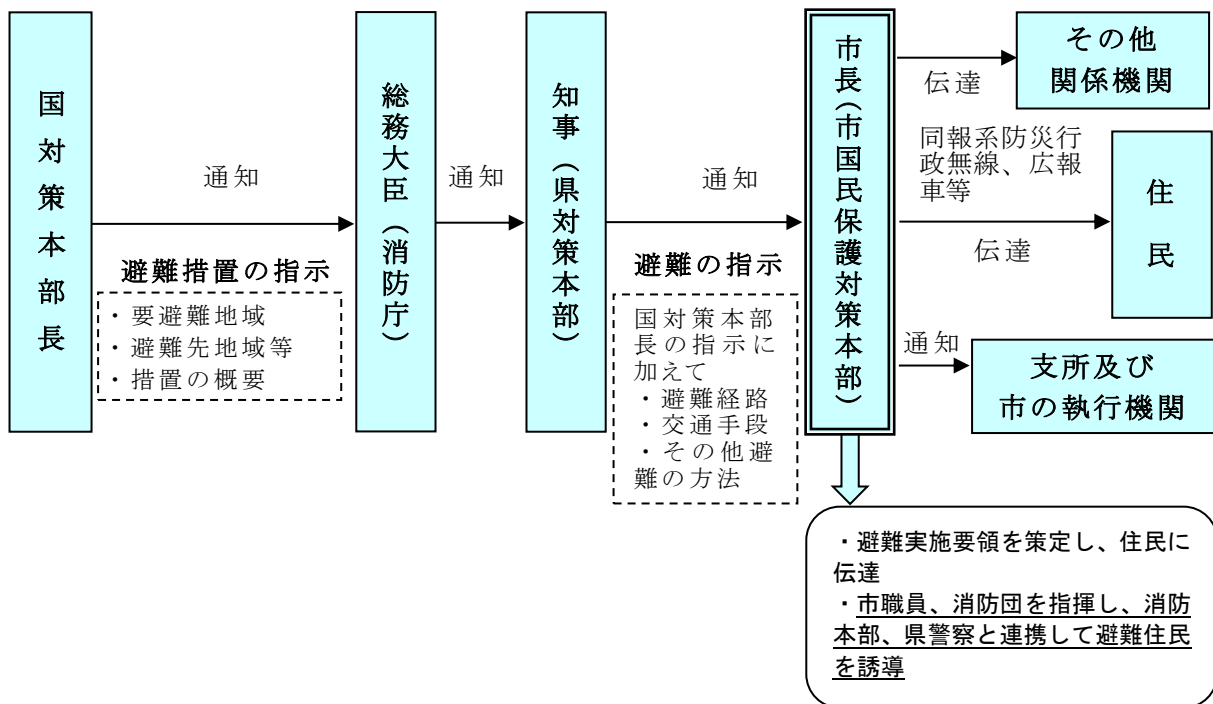 国対策本部長
通知
避難措置の指示
・要避難地域
・避難先地域等
・措置の概要
総務大臣（消防庁）
通知
知事（県対策本部）
通知
避難の指示
国対策本部
長の指示に
加えて
・避難経路
・交通手段
・その他避
難の方法
市長（市国民保護対策本部）
伝達
その他
関係機関
同報系防災行
政無線、広報
車等
伝達
住民
通知
支所及び
市の執行機関
・避難実施要領を策定し、住民に
伝達
・市職員、消防団を指揮し、消防
本部、県警察と連携して避難住民
を誘導